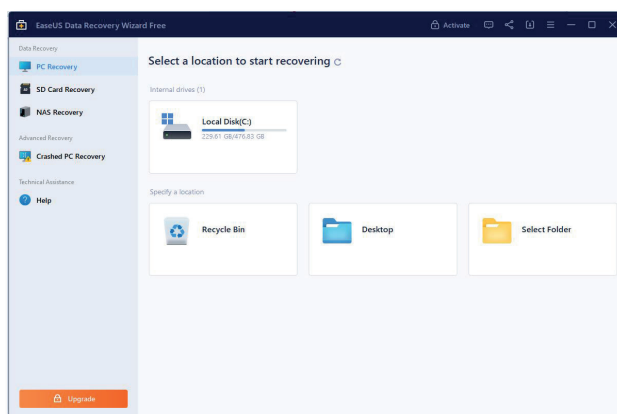 EaseUS Data Recovery Wizard Free
Activate
Data Recovery
PC Recovery
SD Card Recovery
NAS Recovery
Advanced Recovery
Crashed PC Recovery
Technical Assistance
Help
Upgrade
Select a location to start recovering
Internal drives (1)
Local Disk(C:)
229.61 GB/476.83 GB
Specify a location
Recycle Bin
Desktop
Select Folder